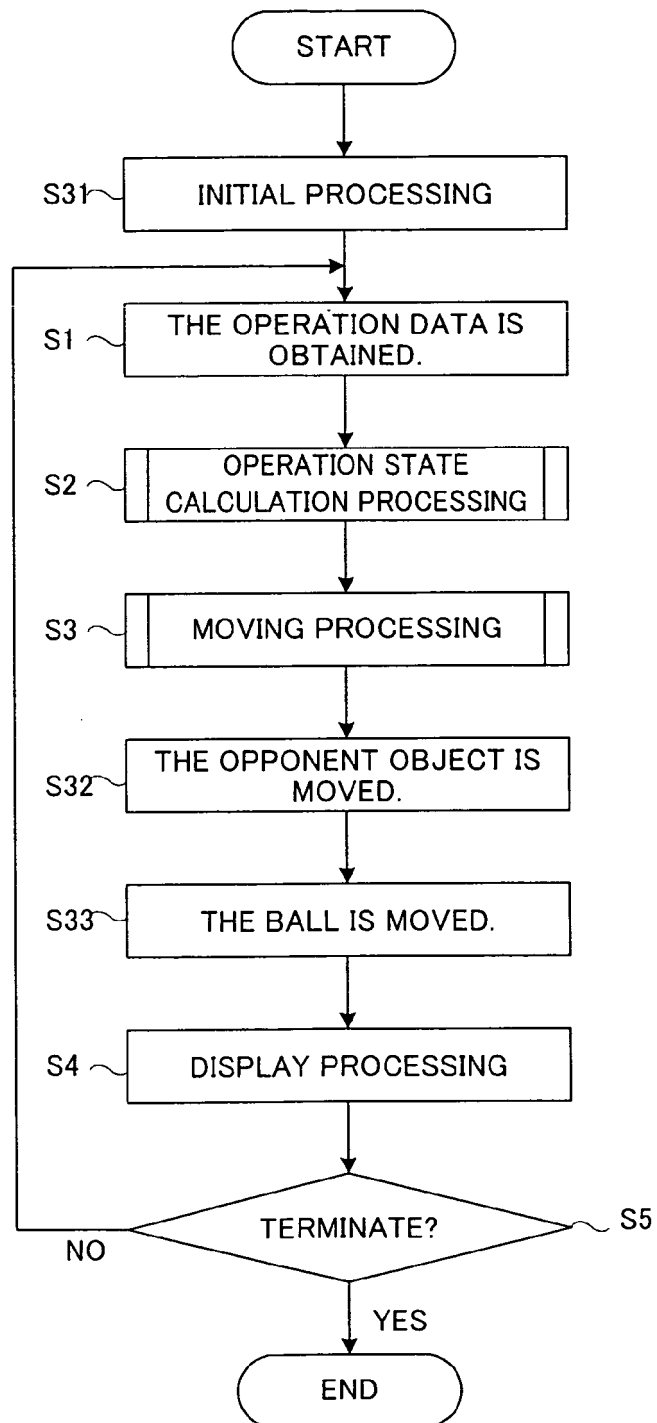 START
S31
INITIAL PROCESSING
S1
THE OPERATION DATA IS
OBTAINED.
S2
OPERATION STATE
CALCULATION PROCESSING
S3
MOVING PROCESSING
S32
THE OPPONENT OBJECT IS
MOVED.
S33
THE BALL IS MOVED.
S4
DISPLAY PROCESSING
TERMINATE?
S5
NO
YES
END